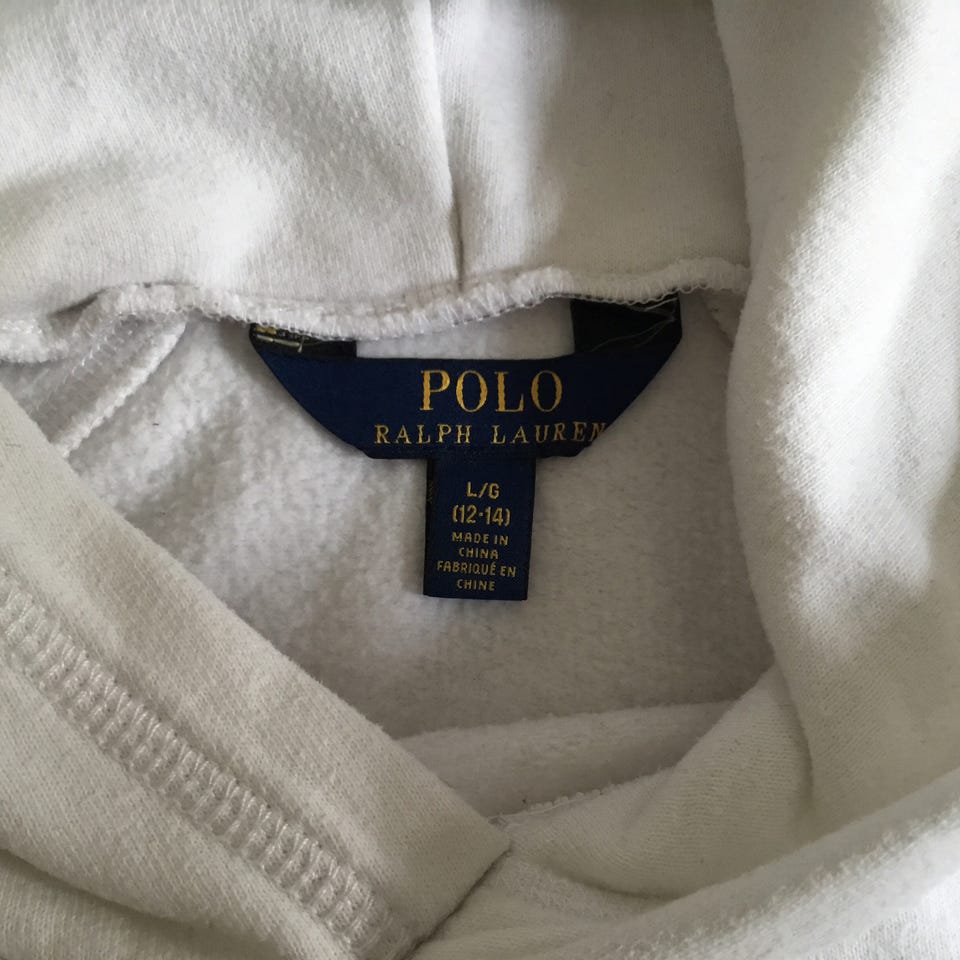 POLO
RALPH LAUREN
L/G
(12·14)
MADE IN
CHINA
FABRIQUÉ EN
CHINE